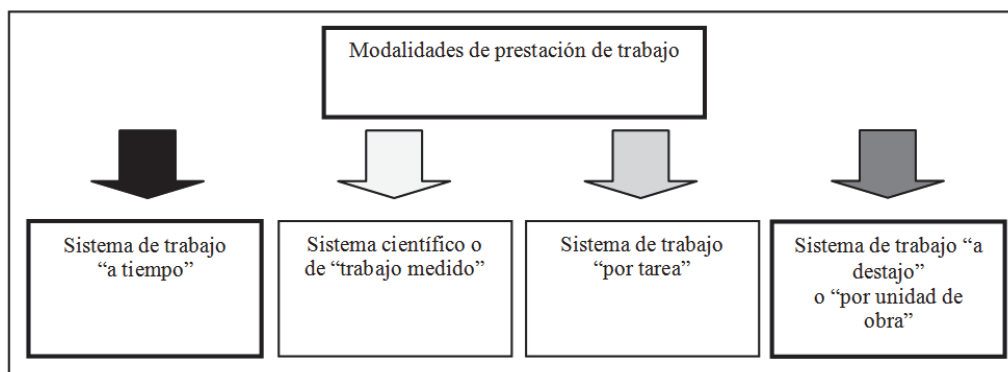 Modalidades de prestación de trabajo
Sistema de trabajo
“a tiempo”
Sistema científico o
de “trabajo medido”
Sistema de trabajo
“por tarea”
Sistema de trabajo “a
destajo”
o “por unidad de
obra”